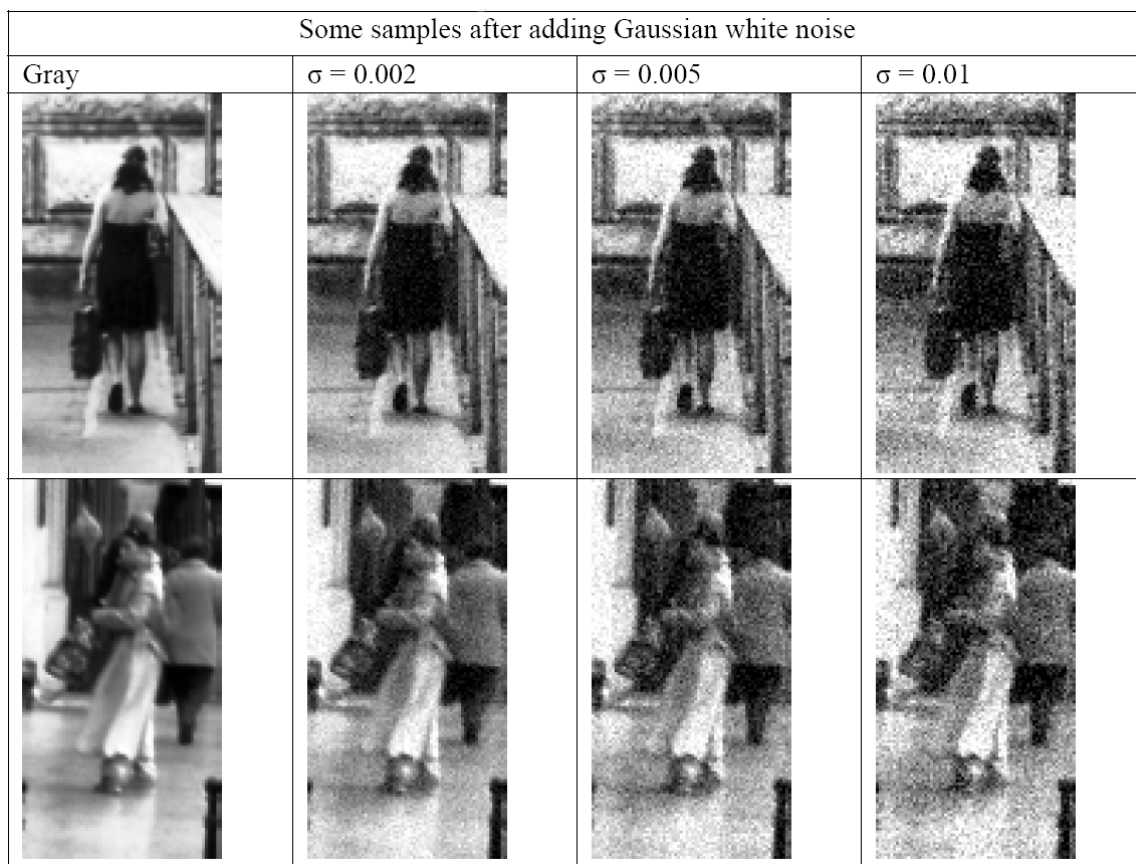 Some samples after adding Gaussian white noise
Gray
σ = 0.002
σ = 0.005
σ = 0.01